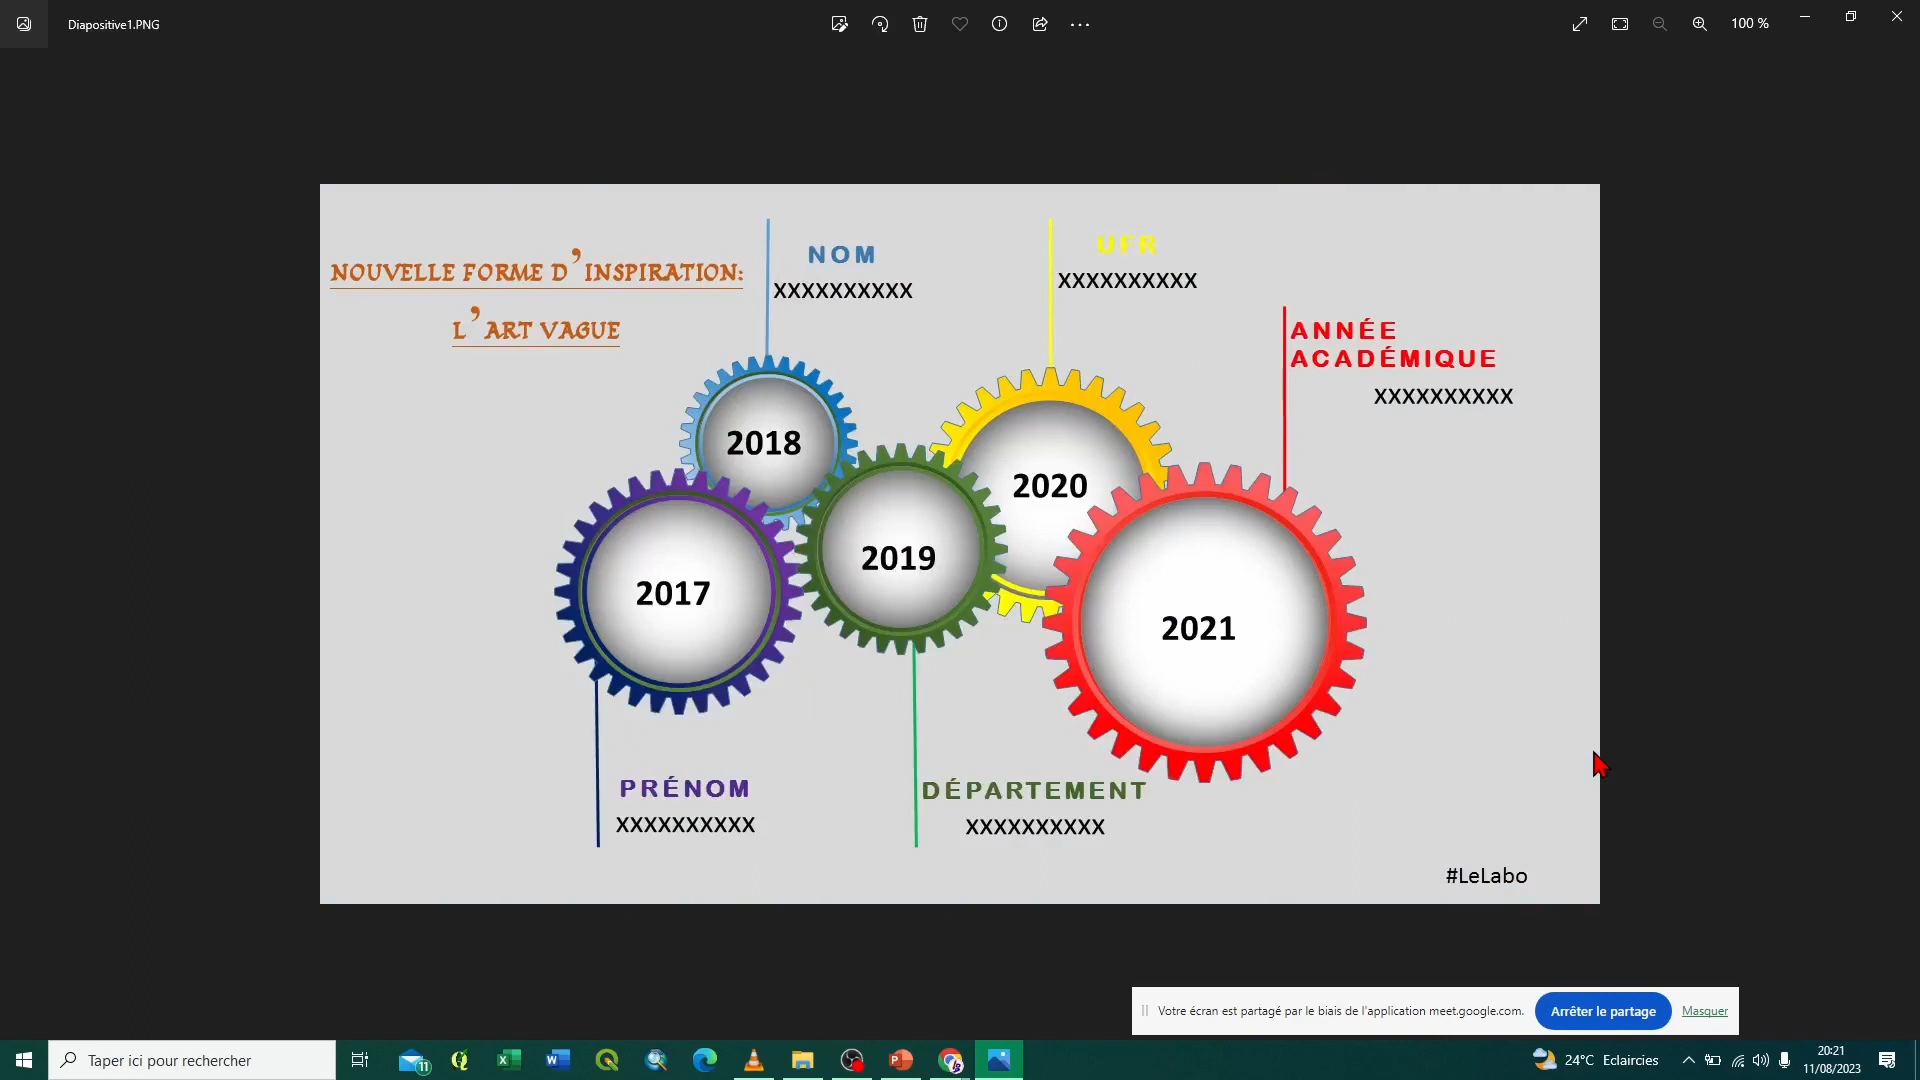 Diapositive1.PNG
100 %
NOUVELLE FORME D’INSPIRATION:
L’ART VAGUE
NOM
XXXXXXXXXX
UFR
XXXXXXXXXX
ANNÉE
ACADÉMIQUE
XXXXXXXXXX
2018
2020
2019
2017
2021
PRÉNOM
XXXXXXXXXX
DÉPARTEMENT
XXXXXXXXXX
#LeLabo
Votre écran est partagé par le biais de l'application meet.google.com.
Arrêter le partage
Masquer
Taper ici pour rechercher
11
24°C Eclaircies
20:21
11/08/2023